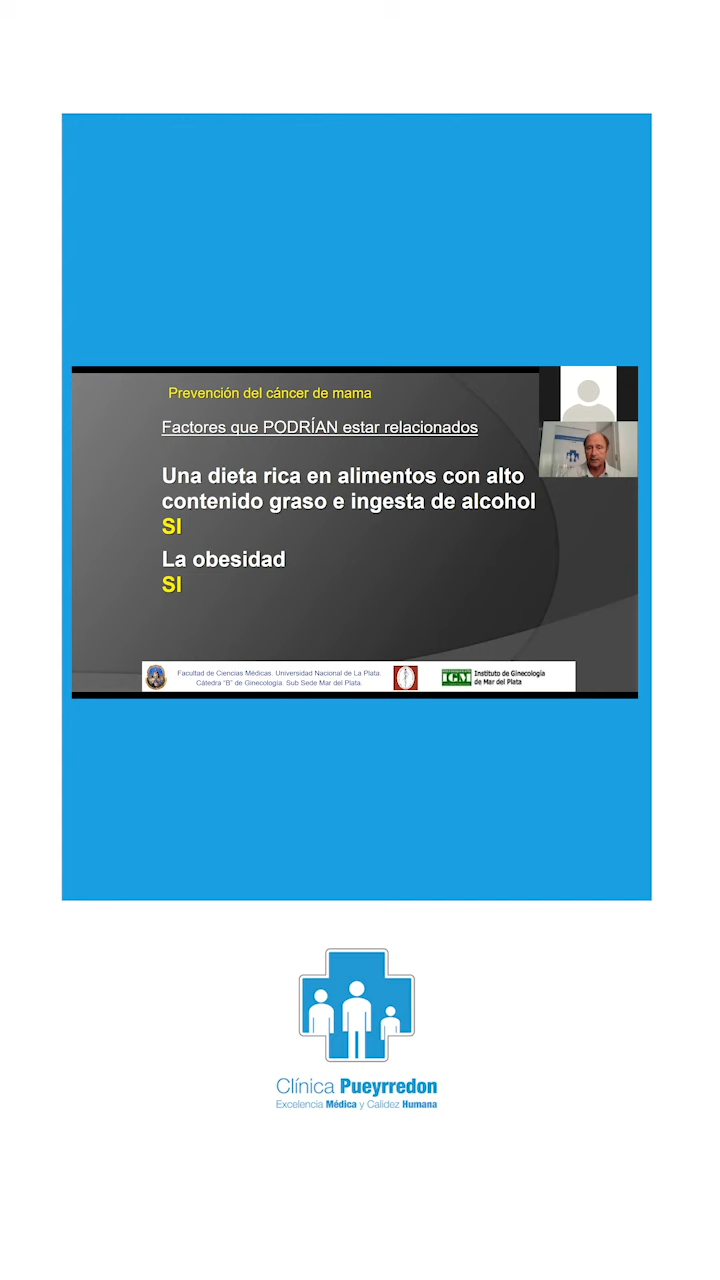 Prevención del cáncer de mama
Factores que PODRÍAN estar relacionados
Una dieta rica en alimentos con alto
contenido graso e ingesta de alcohol
SI
La obesidad
SI
Facultad de Ciencias Médicas. Universidad Nacional de La Plata.
Cátedra "B" de Ginecología. Sub Sede Mar del Plata.
IGM
Instituto de Ginecología
de Mar del Plata
Clínica Pueyrredon
Excelencia Médica y Calidez Humana